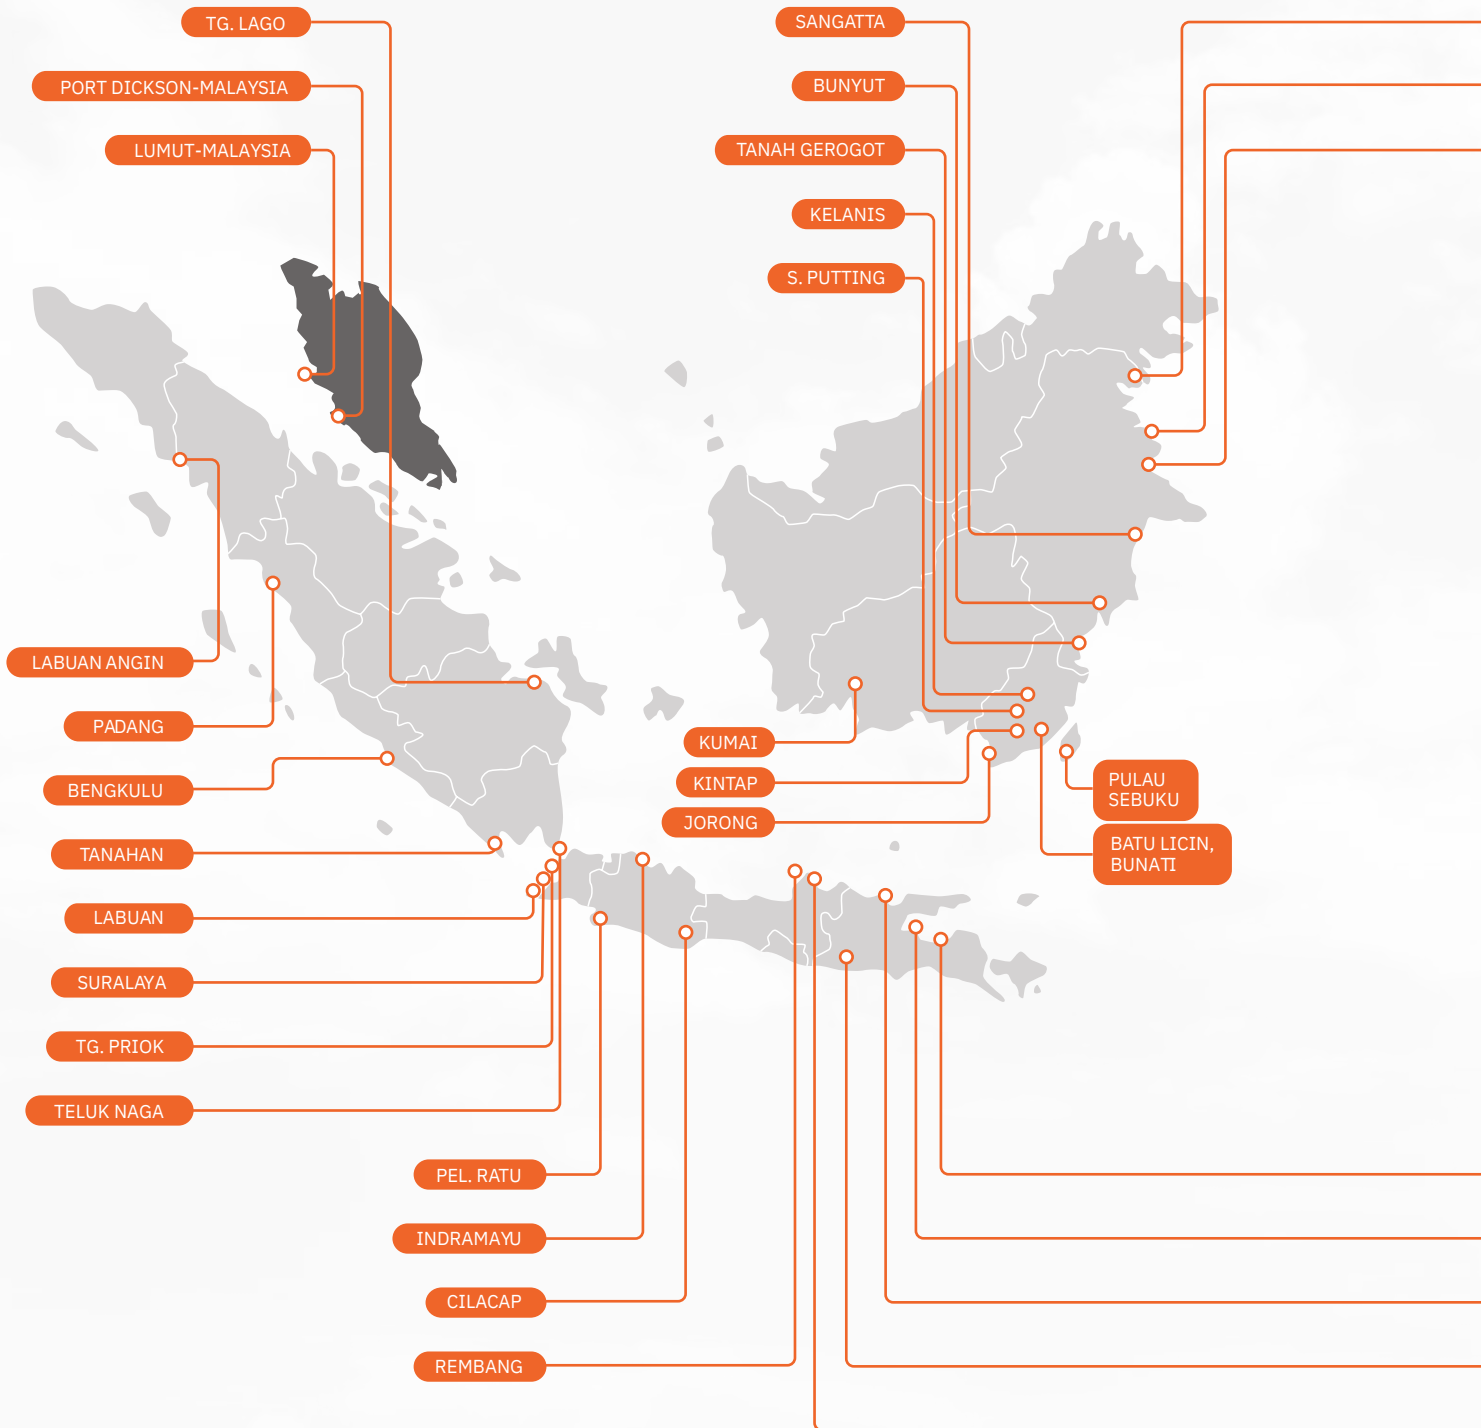 TG. LAGO
PORT DICKSON-MALAYSIA
LUMUT-MALAYSIA
SANGATTA
BUNYUT
TANAH GEROGOT
KELANIS
S. PUTTING
LABUAN ANGIN
PADANG
BENGKULU
TANAHAN
LABUAN
SURALAYA
TG. PRIOK
TELUK NAGA
KUMAI
KINTAP
JORONG
PULAU
SEBUKU
BATU LICIN,
BUNATI
PEL. RATU
INDRAMAYU
CILACAP
REMBANG